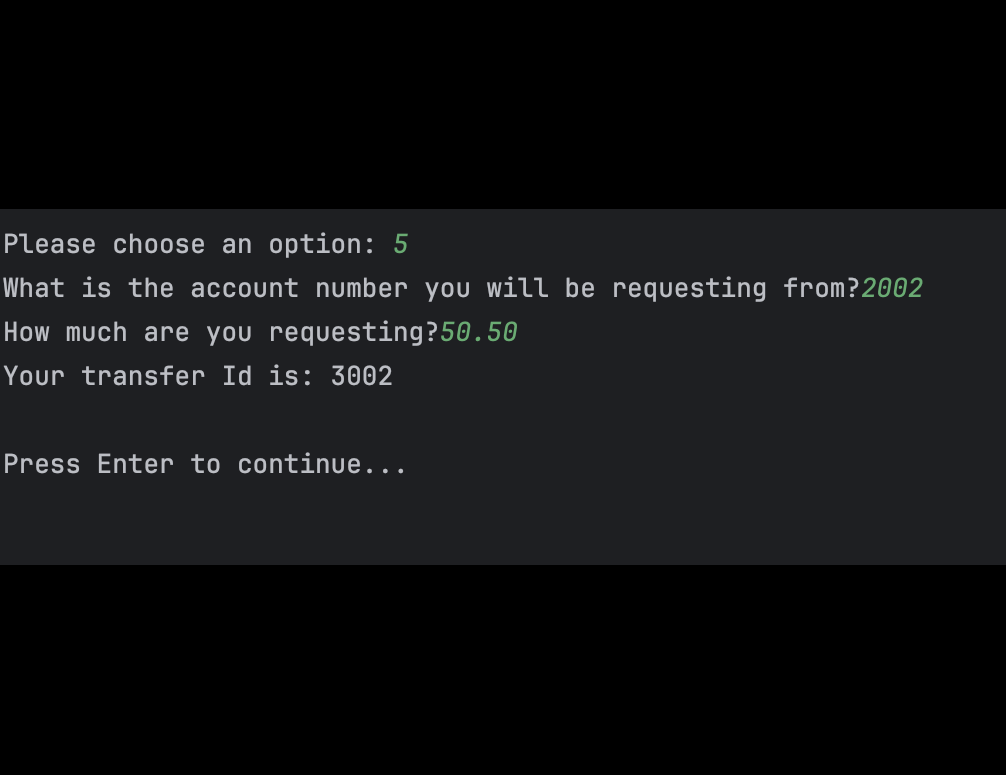 Please choose an option: 5
What is the account number you will be requesting from?2002
How much are you requesting?50.50
Your transfer Id is: 3002
Press Enter to continue...